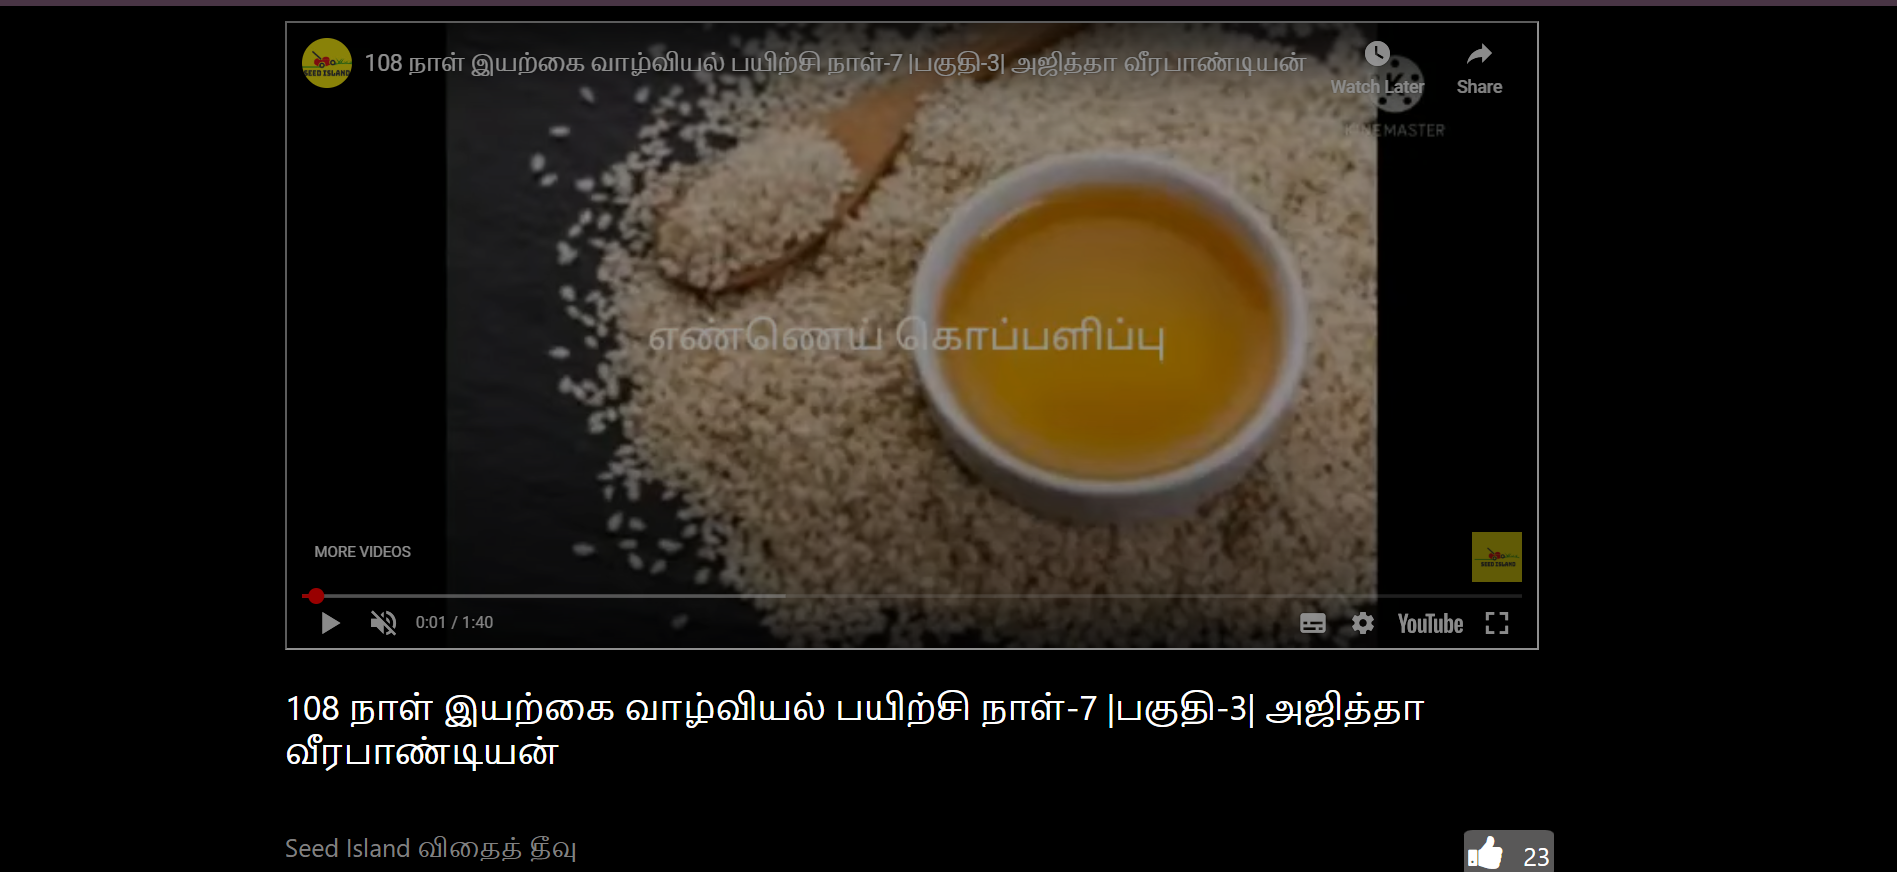 SEED ISLAND
108 நாள் இயற்கை வாழ்வியல் பயிற்சி நாள்-7 |பகுதி-3| அஜித்தா வீரபாண்டியன்
Watch Later
Share
KINEMASTER
எண்ணெய் கொப்பளிப்பு
MORE VIDEOS
SEED ISLAND
0:01 / 1:40
YouTube
108 நாள் இயற்கை வாழ்வியல் பயிற்சி நாள்-7 |பகுதி-3| அஜித்தா
வீரபாண்டியன்
Seed Island விதைத் தீவு
23